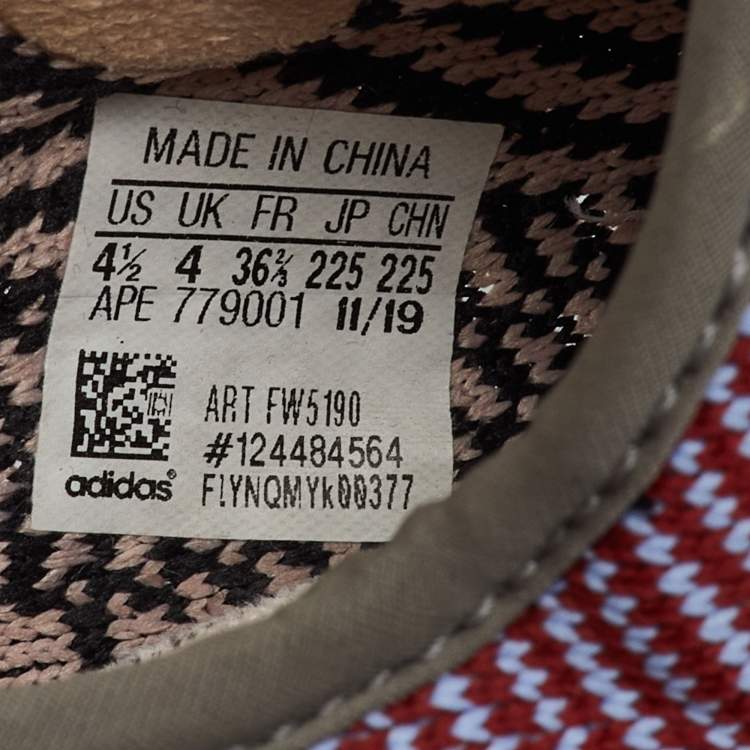 MADE IN CHINA
US UK FR JP CHN
4½ 4 36⅔ 225 225
APE 779001 11/19
ART FW5190
#124484564
adidas®
F!YNQMYk00377